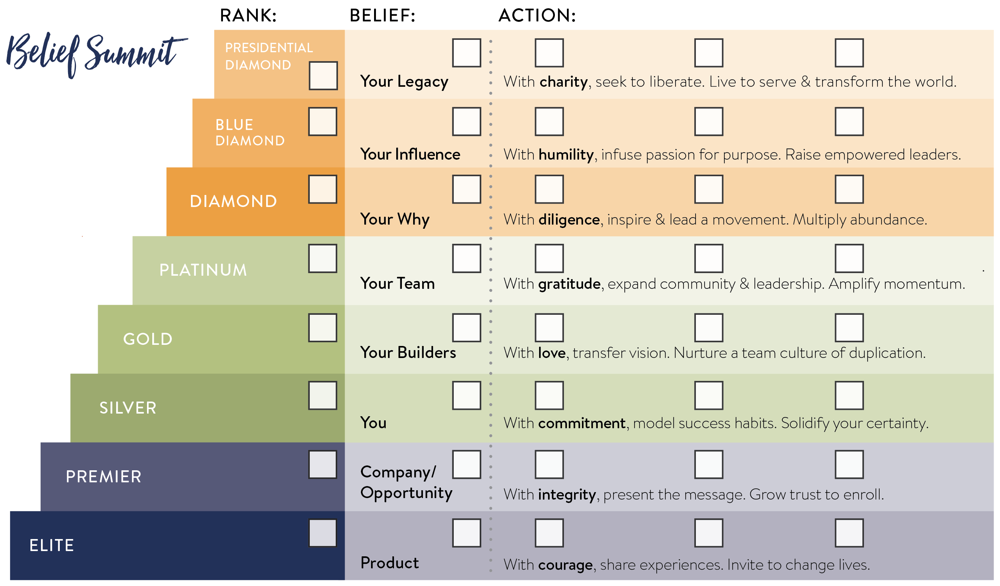 RANK: BELIEF: ACTION:
Belief Summit
PRESIDENTIAL
DIAMOND
Your Legacy
With charity, seek to liberate. Live to serve & transform the world.
BLUE
DIAMOND
Your Influence
With humility, infuse passion for purpose. Raise empowered leaders.
DIAMOND
Your Why
With diligence, inspire & lead a movement. Multiply abundance.
PLATINUM
Your Team
With gratitude, expand community & leadership. Amplify momentum.
GOLD
Your Builders
With love, transfer vision. Nurture a team culture of duplication.
SILVER
You
With commitment, model success habits. Solidify your certainty.
PREMIER
Company/
Opportunity
With integrity, present the message. Grow trust to enroll.
ELITE
Product
With courage, share experiences. Invite to change lives.